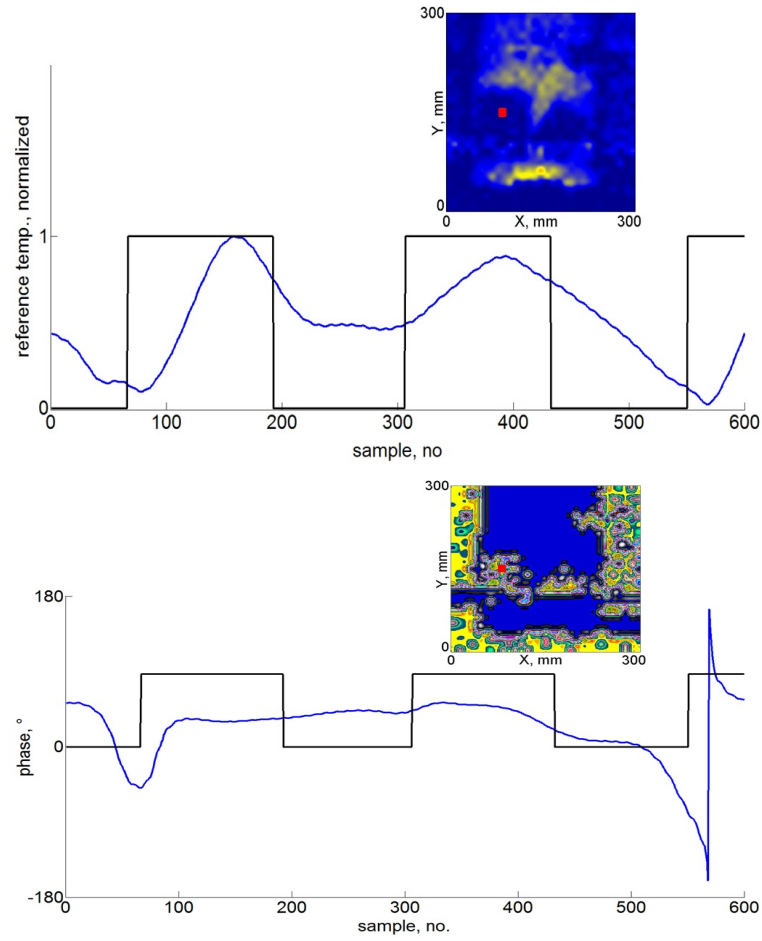 300
Y, mm
0
0 X, mm 300
reference temp., normalized
1
0
0 100 200 300 400 500 600
sample, no
300
Y, mm
0
0 X, mm 300
180
phase, °
0
-180
0 100 200 300 400 500 600
sample, no.